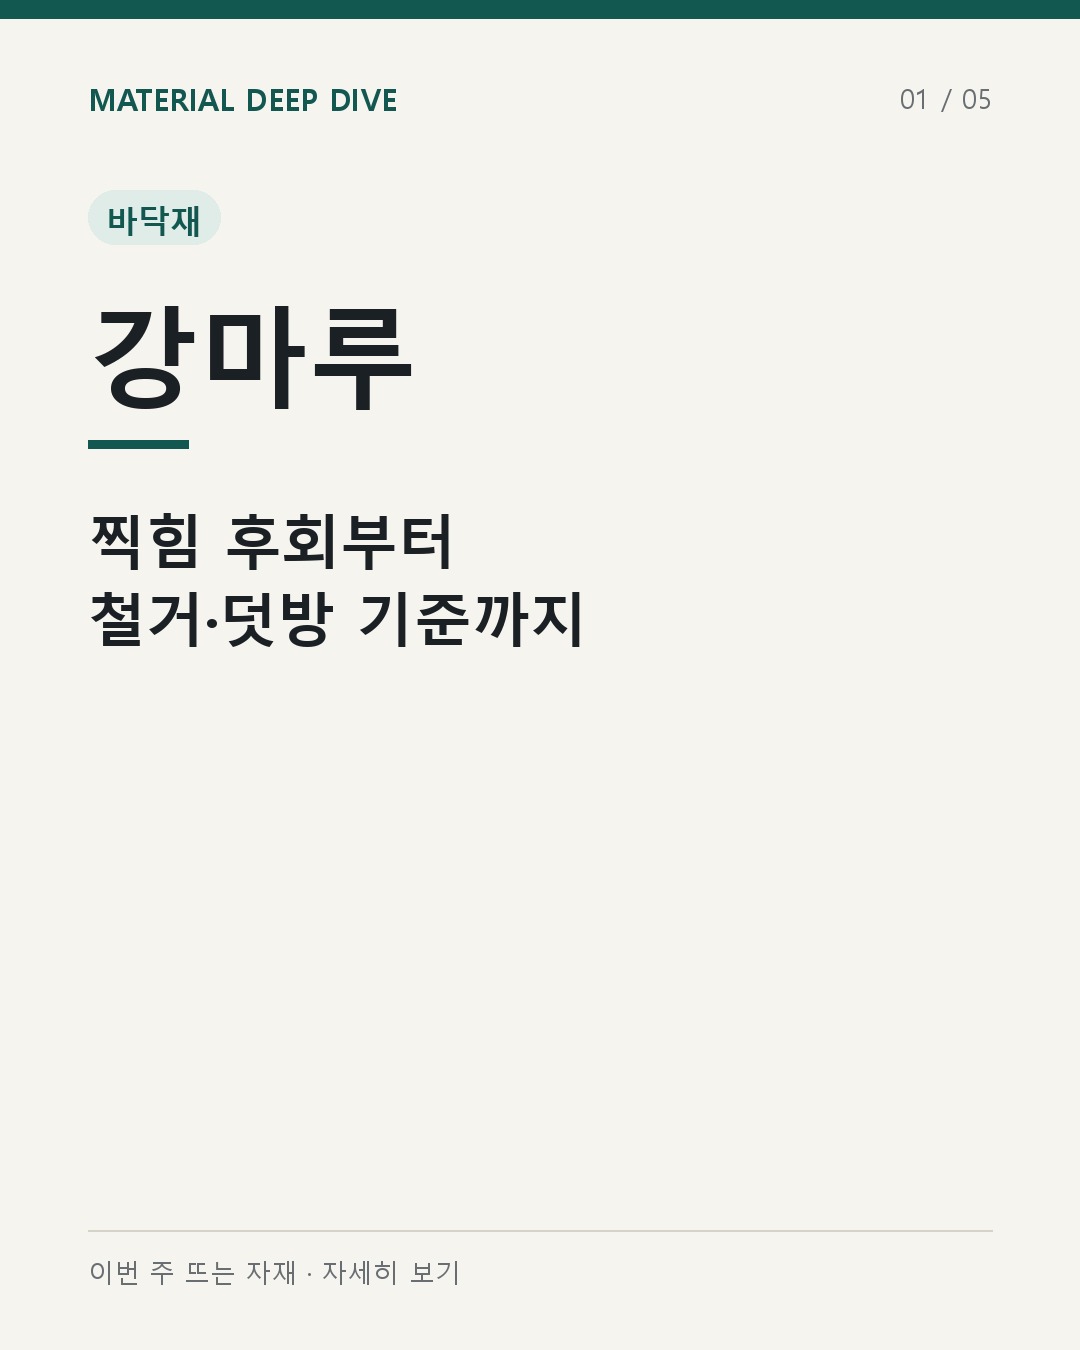 MATERIAL DEEP DIVE
01 / 05
바닥재
강마루
찍힘 후회부터
철거·덧방 기준까지
이번 주 뜨는 자재 · 자세히 보기